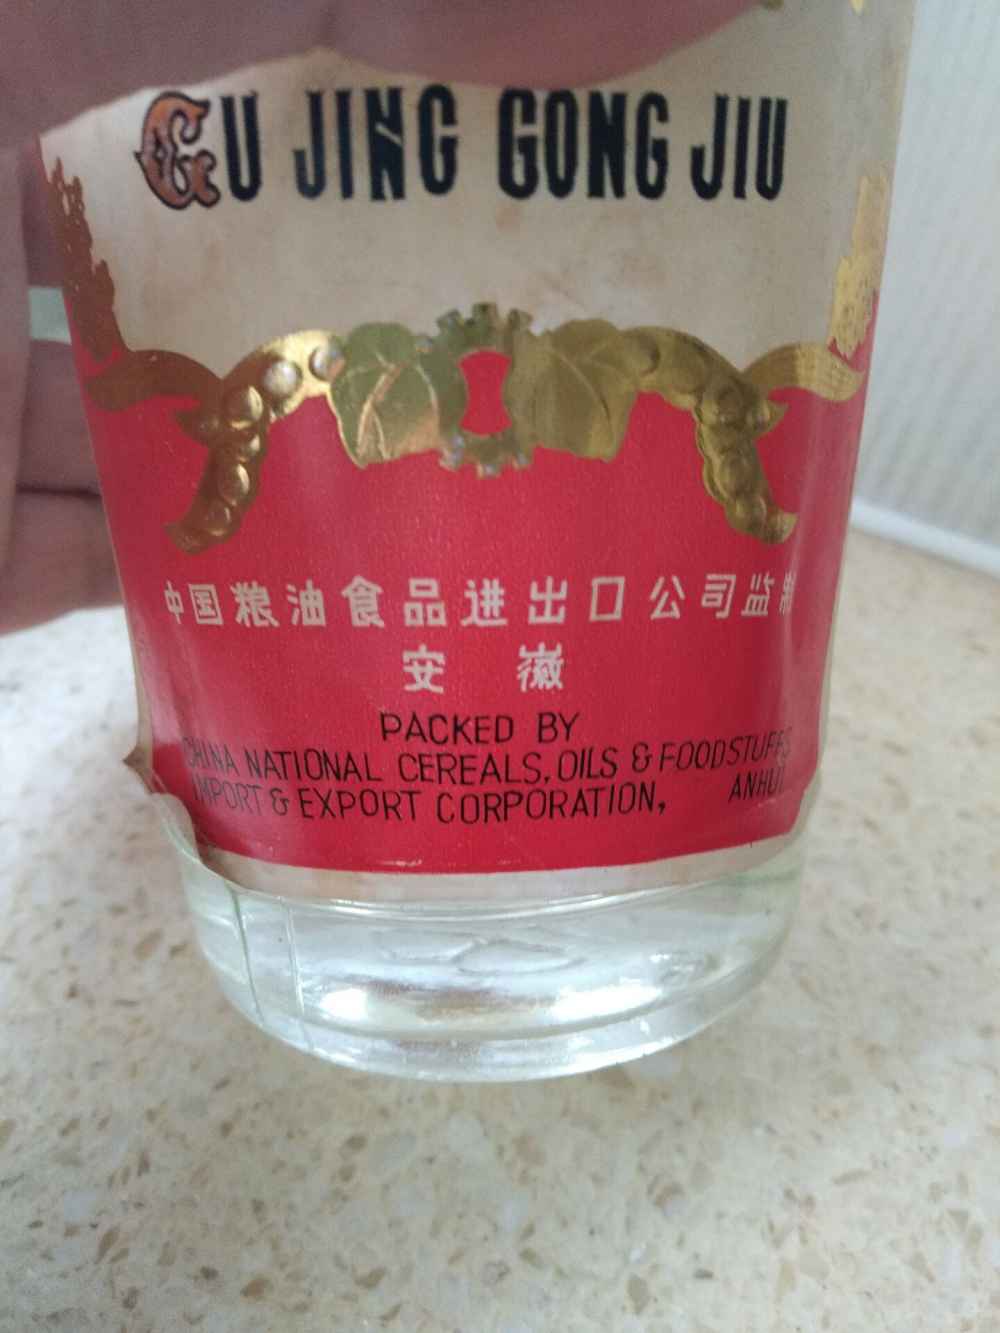 GU JING GONG JIU
中国粮油食品进出口公司监制
安 徽
PACKED BY
CHINA NATIONAL CEREALS, OILS & FOODSTUFFS
IMPORT & EXPORT CORPORATION, ANHUI